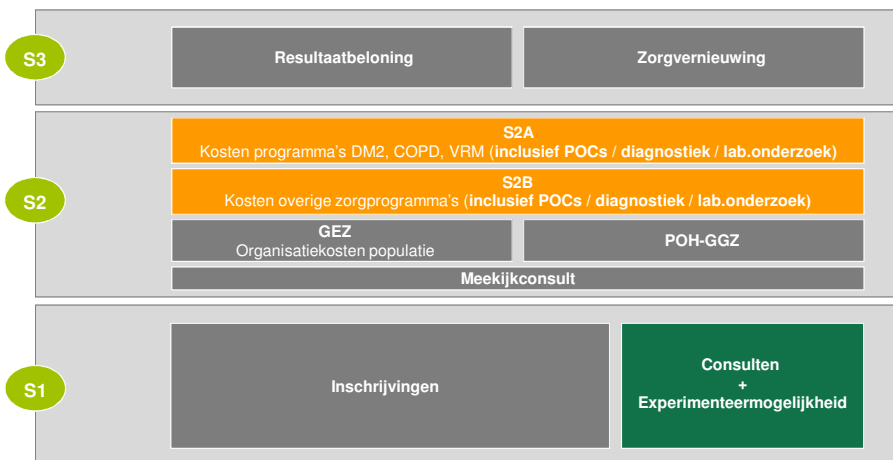 S3
Resultaatbeloning
Zorgvernieuwing
S2
S2A
Kosten programma's DM2, COPD, VRM (inclusief POCs / diagnostiek / lab.onderzoek)
S2B
Kosten overige zorgprogramma's (inclusief POCs / diagnostiek / lab.onderzoek)
GEZ
Organisatiekosten populatie
POH-GGZ
Meekijkconsult
S1
Inschrijvingen
Consulten
+
Experimenteermogelijkheid